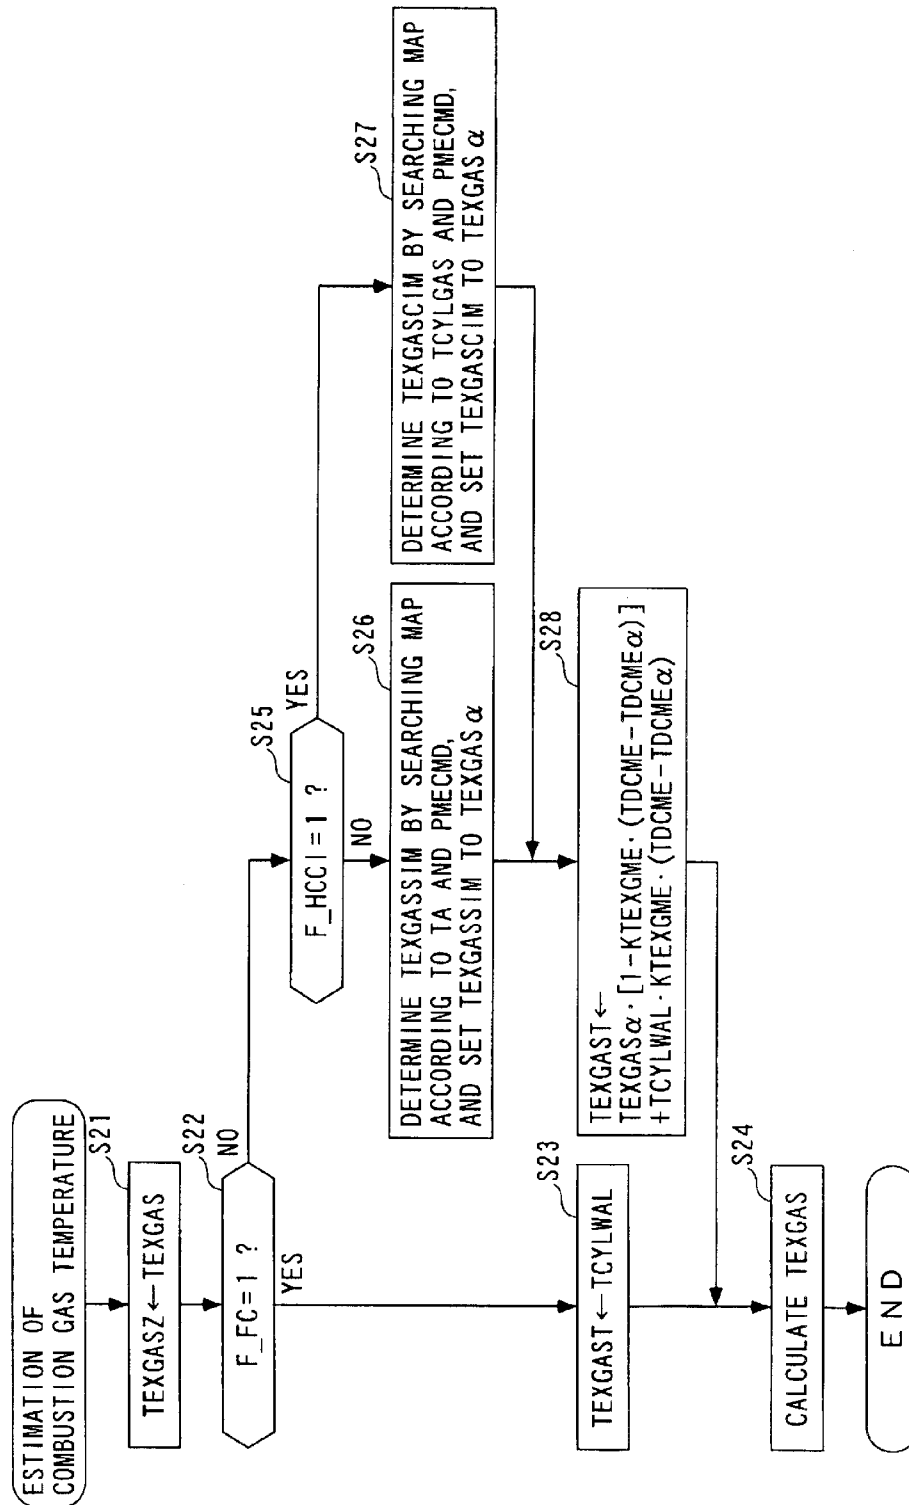 ESTIMATION OF
COMBUSTION GAS TEMPERATURE
S21
TEXGASZ←TEXGAS
S22
F_FC=1 ?
NO
YES
S25
F_HCCI=1 ?
YES
NO
S26
DETERMINE TEXGASSIM BY SEARCHING MAP
ACCORDING TO TA AND PMECMD,
AND SET TEXGASSIM TO TEXGASα
S27
DETERMINE TEXGASCIM BY SEARCHING MAP
ACCORDING TO TCYLGAS AND PMECMD,
AND SET TEXGASCIM TO TEXGASα
S28
TEXGAST←
TEXGASα·[1-KTEXGME·(TDCME-TDCMEα)]
+TCYLWAL·KTEXGME·(TDCME-TDCMEα)
S23
TEXGAST←TCYLWAL
S24
CALCULATE TEXGAS
END